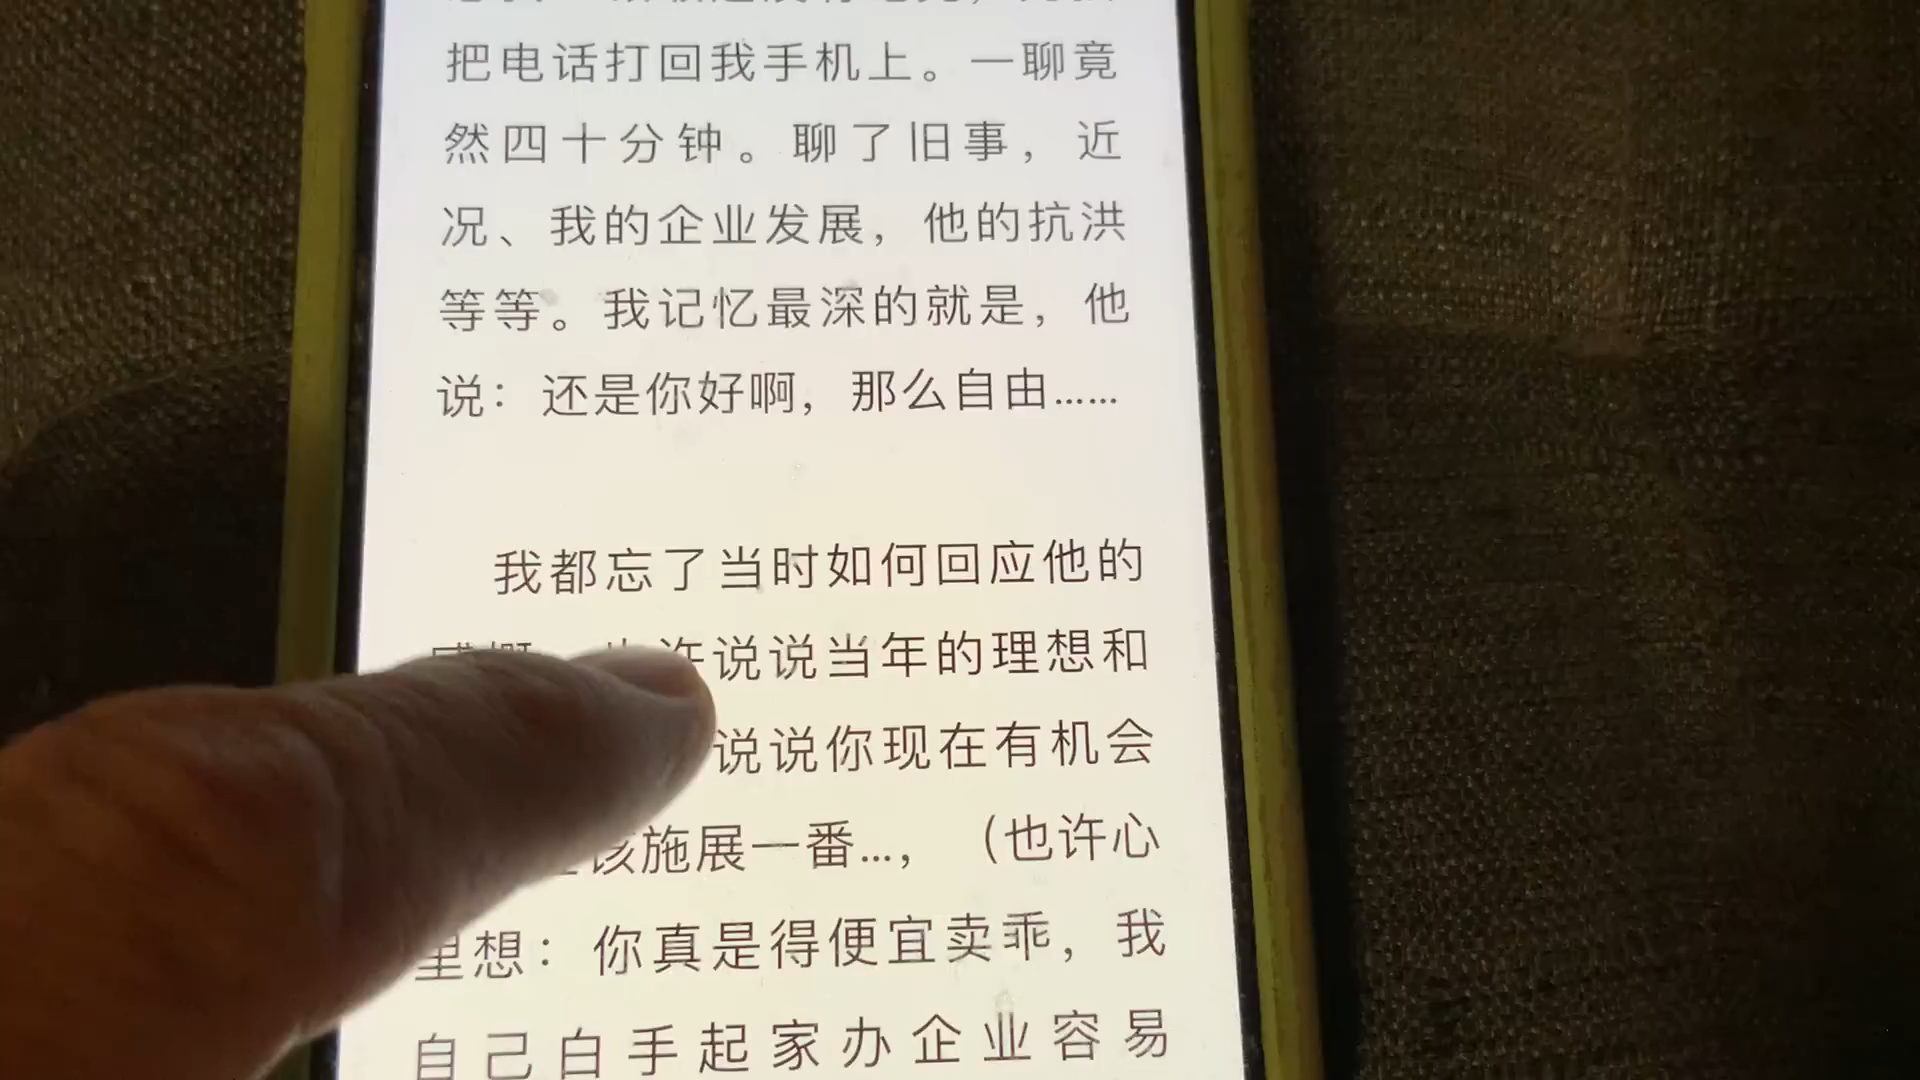 把电话打回我手机上。一聊竟
然四十分钟。聊了旧事，近
况、我的企业发展，他的抗洪
等等。我记忆最深的就是，他
说：还是你好啊，那么自由……
我都忘了当时如何回应他的
许说说当年的理想和
说说你现在有机会
该施展一番…，（也许心
里想：你真是得便宜卖乖，我
自己白手起家办企业容易